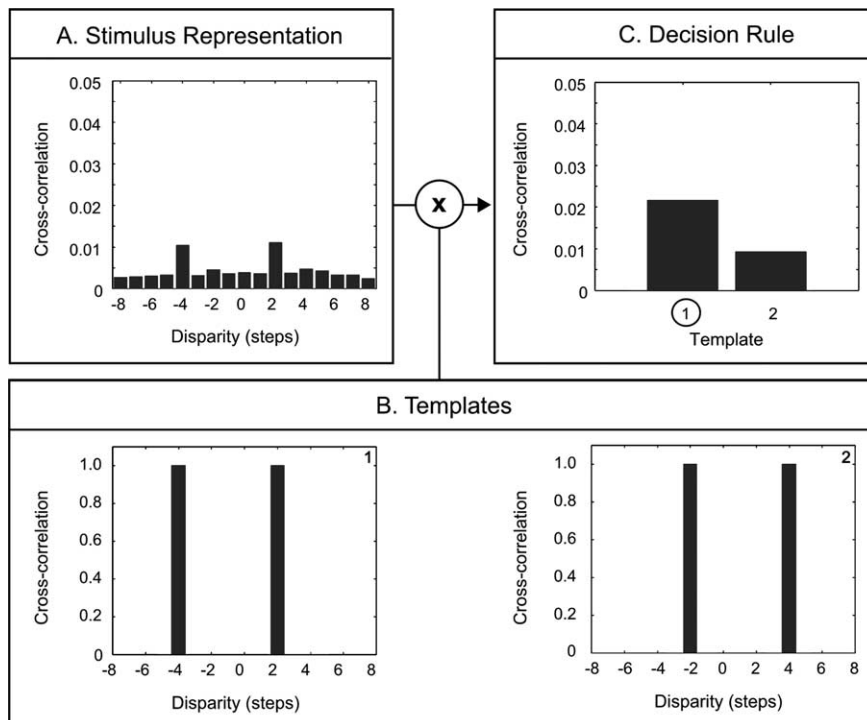 A. Stimulus Representation
Cross-correlation
0.05
0.04
0.03
0.02
0.01
0
-8 -6 -4 -2 0 2 4 6 8
Disparity (steps)
x
C. Decision Rule
Cross-correlation
0.05
0.05
0.03
0.02
0.01
0
1 2
Template
B. Templates
1
Cross-correlation
1.0
0.8
0.6
0.4
0.2
0
-8 -6 -4 -2 0 2 4 6 8
Disparity (steps)
2
Cross-correlation
1.0
0.8
0.6
0.4
0.2
0
-8 -6 -4 -2 0 2 4 6 8
Disparity (steps)